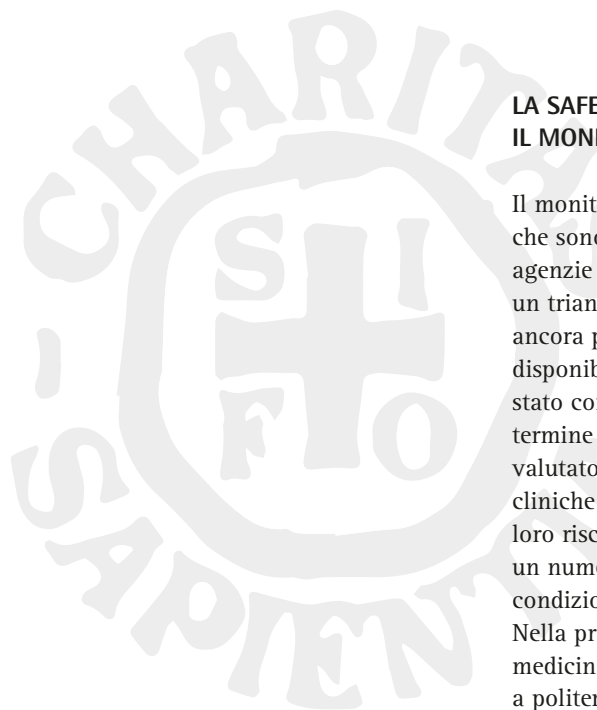 CHARITA
S I
F O
- SAPIENT
LA SAFE
IL MONI
Il monit
che sono
agenzie
un trian
ancora p
disponib
stato con
termine
valutato
cliniche
loro risc
un nume
condizio
Nella pr
medicin
a politer